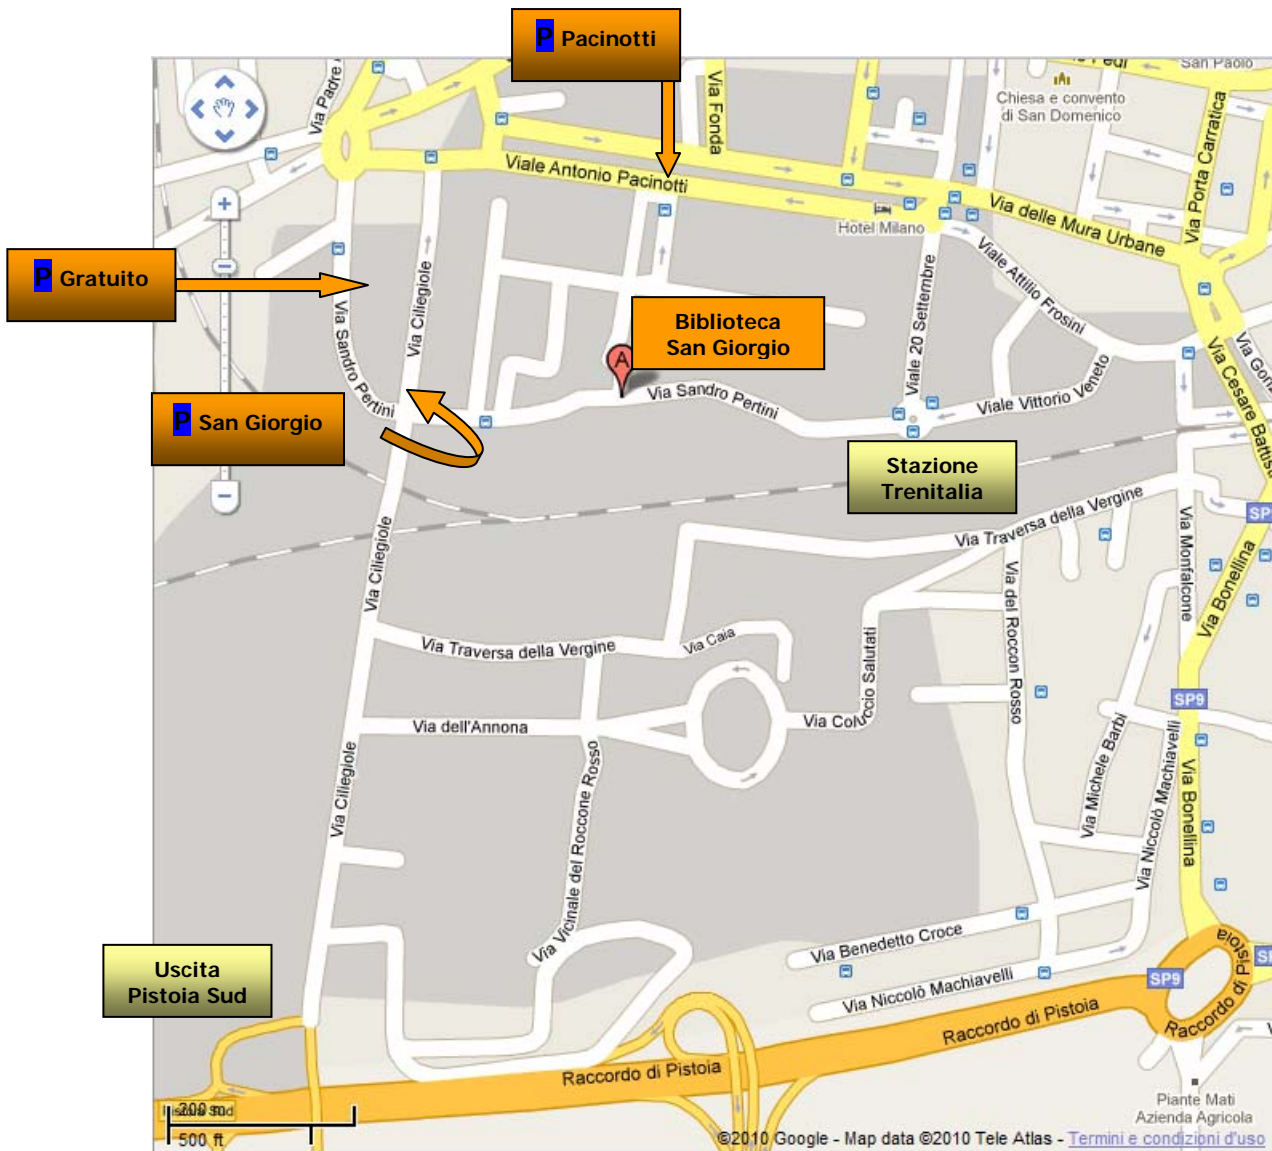 P Pacinotti
Via Padre
Via Fonda
Pedi
San Paolo
Chiesa e convento
di San Domenico
Via Porta Carratica
Viale Antonio Pacinotti
Hotel Milano
Via delle Mura Urbane
P Gratuito
Via Ciliegiole
Via Sandro Pertini
Biblioteca
San Giorgio
A
Viale 20 Settembre
Viale Attilio Frosini
Via Cesare Battisti
P San Giorgio
Via Sandro Pertini
Viale Vittorio Veneto
Stazione
Trenitalia
Via Traversa della Vergine
Via Monfalcone
Via Bonellina
Via Ciliegiole
Via Traversa della Vergine
Via Caia
Via Coluccio Salutati
Via del Roccon Rosso
SP9
Via dell'Annona
Via Ciliegiole
Via Vicinale del Roccone Rosso
Via Michele Barbi
Via Niccolò Machiavelli
Via Bonellina
Via Benedetto Croce
Via Niccolò Machiavelli
Uscita
Pistoia Sud
SP9
Raccordo di Pistoia
Raccordo di Pistoia
Raccordo di Pistoia
Pistoia Sud
200 m
500 ft
Piante Mati
Azienda Agricola
©2010 Google - Map data ©2010 Tele Atlas - Termini e condizioni d'uso